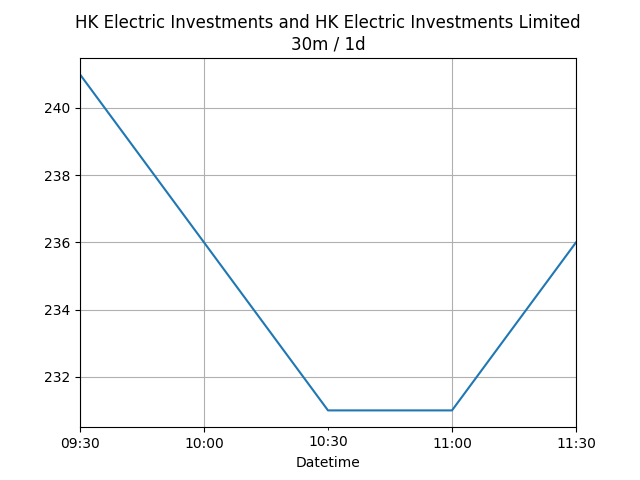 HK Electric Investments and HK Electric Investments Limited
30m / 1d
240
238
236
234
232
09:30 10:00 10:30 11:00 11:30
Datetime